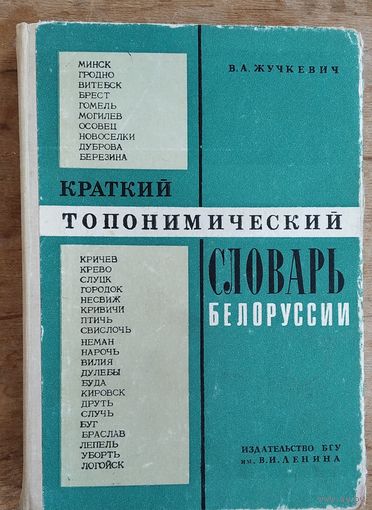 В.А. ЖУЧКЕВИЧ
МИНСК
ГРОДНО
ВИТЕБСК
БРЕСТ
ГОМЕЛЬ
МОГИЛЕВ
ОСОВЕЦ
НОВОСЕЛКИ
ДУБРОВА
БЕРЕЗИНА
КРАТКИЙ
ТОПОНИМИЧЕСКИЙ
СЛОВАРЬ
БЕЛОРУССИИ
КРИЧЕВ
КРЕВО
СЛУЦК
ГОРОДОК
НЕСВИЖ
КРИВИЧИ
ПТИЧЬ
СВИСЛОЧЬ
НЕМАН
НАРОЧЬ
ВИЛИЯ
ДУЛЕБЫ
БУДА
КИРОВСК
ДРУТЬ
СЛУЧЬ
БУГ
БРАСЛАВ
ЛЕПЕЛЬ
УБОРТЬ
ЛОГОЙСК
ИЗДАТЕЛЬСТВО БГУ
им. В.И.ЛЕНИНА